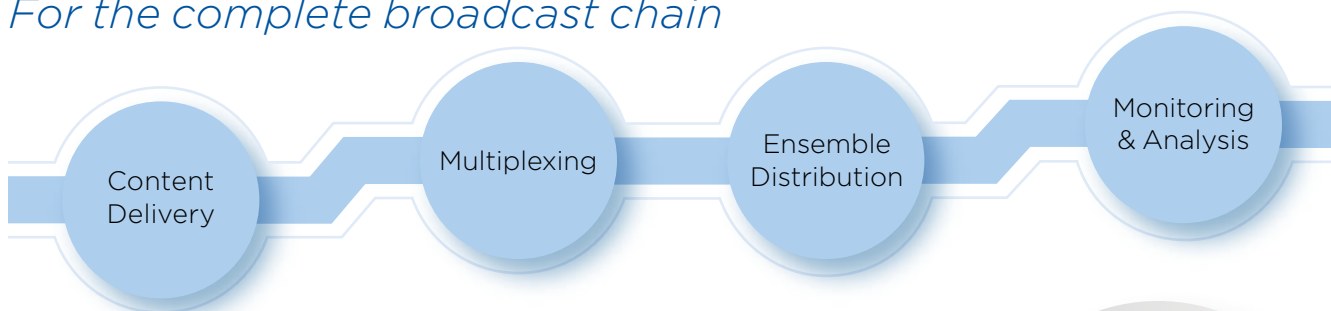 For the complete broadcast chain
Content
Delivery
Multiplexing
Ensemble
Distribution
Monitoring
& Analysis